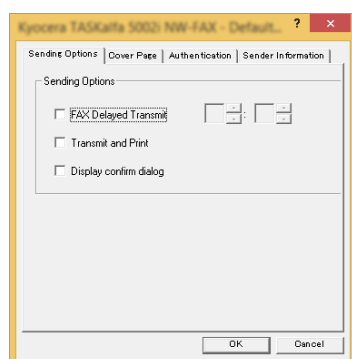 Kyocera TASKalfa 5002i NW-FAX - Default... ? ×
Sending Options Cover Page Authentication Sender Information
Sending Options
FAX Delayed Transmit :
Transmit and Print
Display confirm dialog
OK Cancel